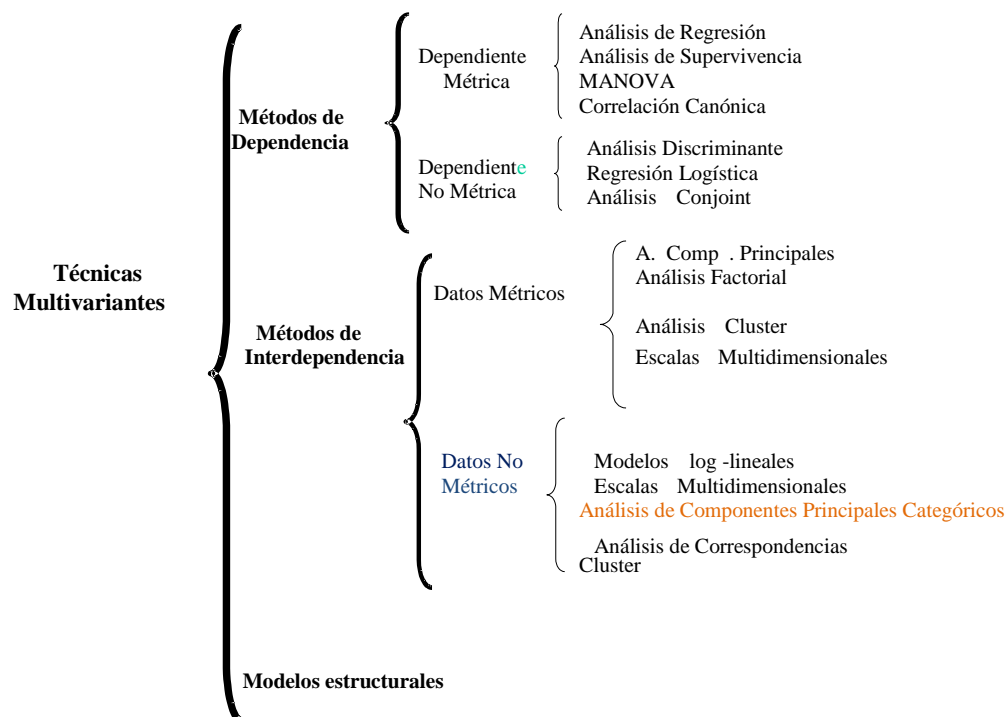 Técnicas
Multivariantes
Métodos de
Dependencia
Dependiente
Métrica
Análisis de Regresión
Análisis de Supervivencia
MANOVA
Correlación Canónica
Dependiente
No Métrica
Análisis Discriminante
Regresión Logística
Análisis Conjoint
Métodos de
Interdependencia
Datos Métricos
A. Comp . Principales
Análisis Factorial
Análisis Cluster
Escalas Multidimensionales
Datos No
Métricos
Modelos log -lineales
Escalas Multidimensionales
Análisis de Componentes Principales Categóricos
Análisis de Correspondencias
Cluster
Modelos estructurales